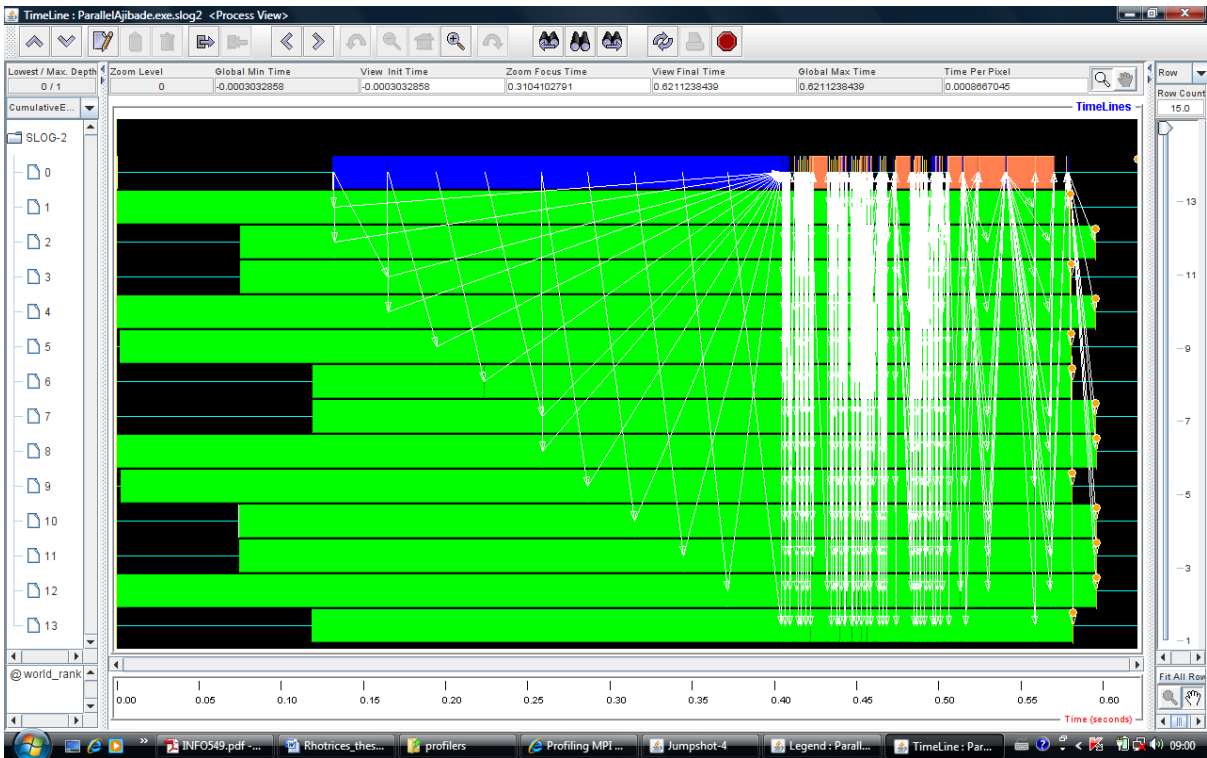 TimeLine : ParallelAjibade.exe.slog2 <Process View>
Lowest / Max. Depth
0 / 1
Zoom Level
0
Global Min Time
-0.0003032858
View Init Time
-0.0003032858
Zoom Focus Time
0.3104102791
View Final Time
0.6211238439
Global Max Time
0.6211238439
Time Per Pixel
0.0008667045
Row
Row Count
15.0
CumulativeE...
TimeLines
SLOG-2
0
1
2
3
4
5
6
7
8
9
10
11
12
13
13
11
9
7
5
3
1
@ world_rank
0.00 0.05 0.10 0.15 0.20 0.25 0.30 0.35 0.40 0.45 0.50 0.55 0.60
Time (seconds)
Fit All Row
INFO549.pdf -...
Rhotrices_thes...
profilers
Profiling MPI ...
Jumpshot-4
Legend : Parall...
TimeLine : Par...
09:00